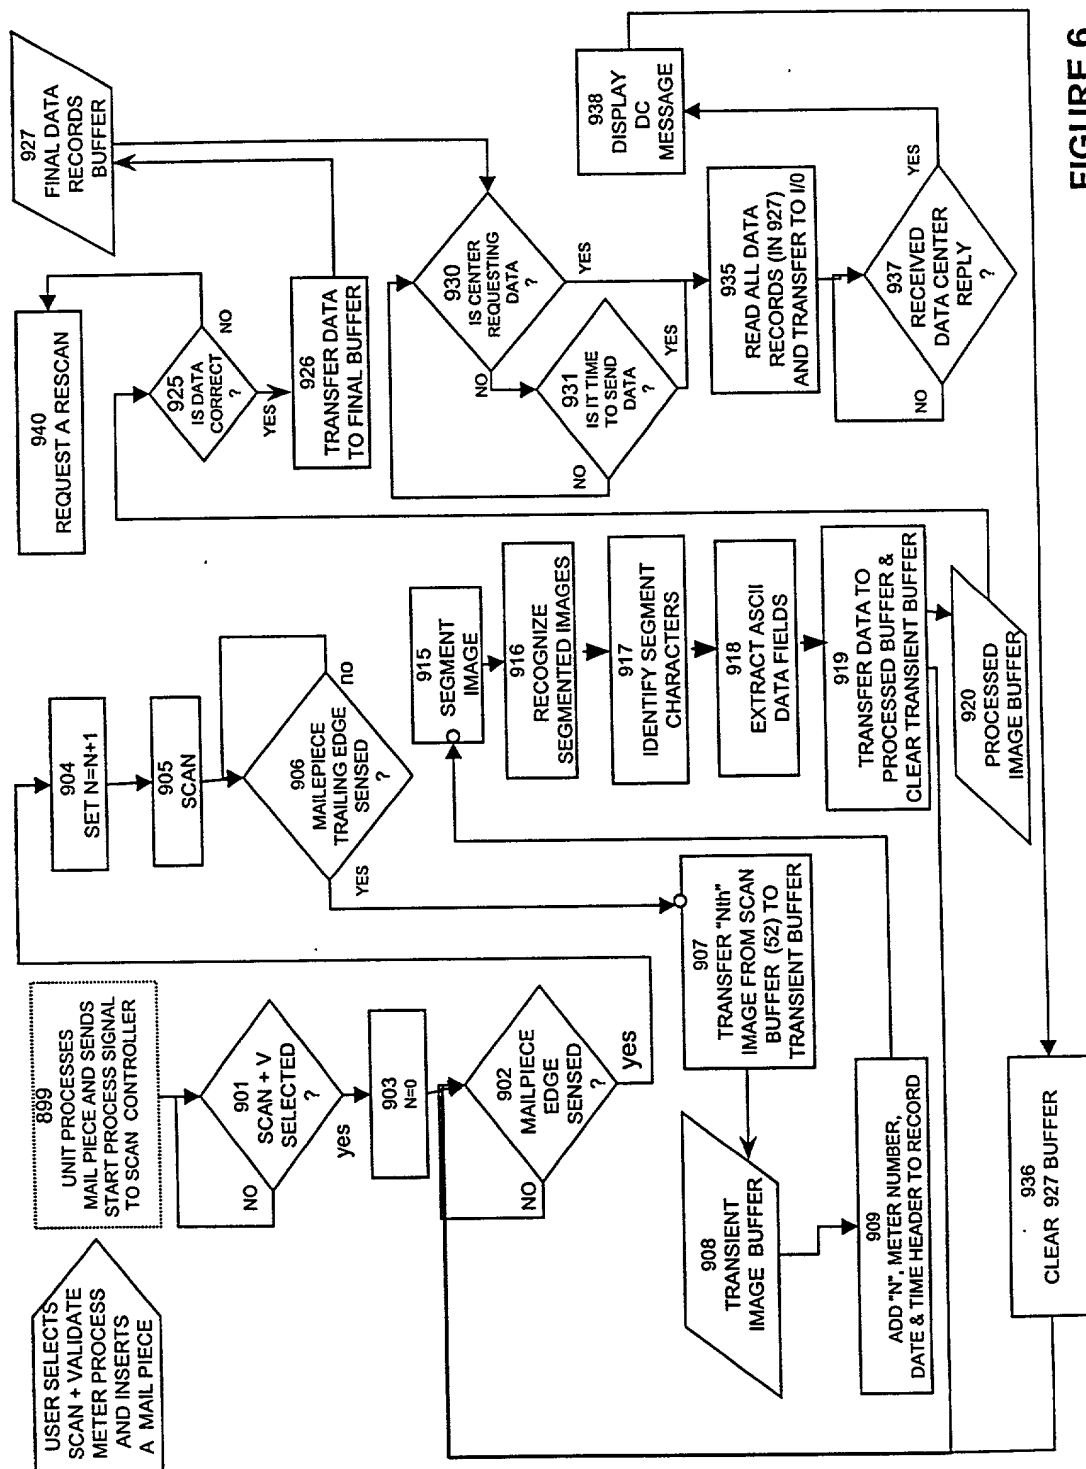 USER SELECTS
SCAN + VALIDATE
METER PROCESS
AND INSERTS
A MAIL PIECE
899
UNIT PROCESSES
MAIL PIECE AND SENDS
START PROCESS SIGNAL
TO SCAN CONTROLLER
901
SCAN + V
SELECTED
?
NO
yes
903
N=0
902
MAILPIECE
EDGE
SENSED
?
NO
yes
904
SET N=N+1
905
SCAN
906
MAILEPIECE
TRAILING EDGE
SENSED
?
no
YES
907
TRANSFER "Nth"
IMAGE FROM SCAN
BUFFER (52) TO
TRANSIENT BUFFER
908
TRANSIENT
IMAGE BUFFER
909
ADD "N", METER NUMBER,
DATE & TIME HEADER TO RECORD
915
SEGMENT
IMAGE
916
RECOGNIZE
SEGMENTED IMAGES
917
IDENTIFY SEGMENT
CHARACTERS
918
EXTRACT ASCII
DATA FIELDS
919
TRANSFER DATA TO
PROCESSED BUFFER &
CLEAR TRANSIENT BUFFER
920
PROCESSED
IMAGE BUFFER
940
REQUEST A RESCAN
925
IS DATA
CORRECT
?
NO
YES
926
TRANSFER DATA
TO FINAL BUFFER
927
FINAL DATA
RECORDS
BUFFER
930
IS CENTER
REQUESTING
DATA
?
NO
YES
931
IS IT TIME
TO SEND
DATA
?
NO
YES
935
READ ALL DATA
RECORDS (IN 927)
AND TRANSFER TO I/0
937
RECEIVED
DATA CENTER
REPLY
?
NO
YES
938
DISPLAY
DC
MESSAGE
936
CLEAR 927 BUFFER
FIGURE 6